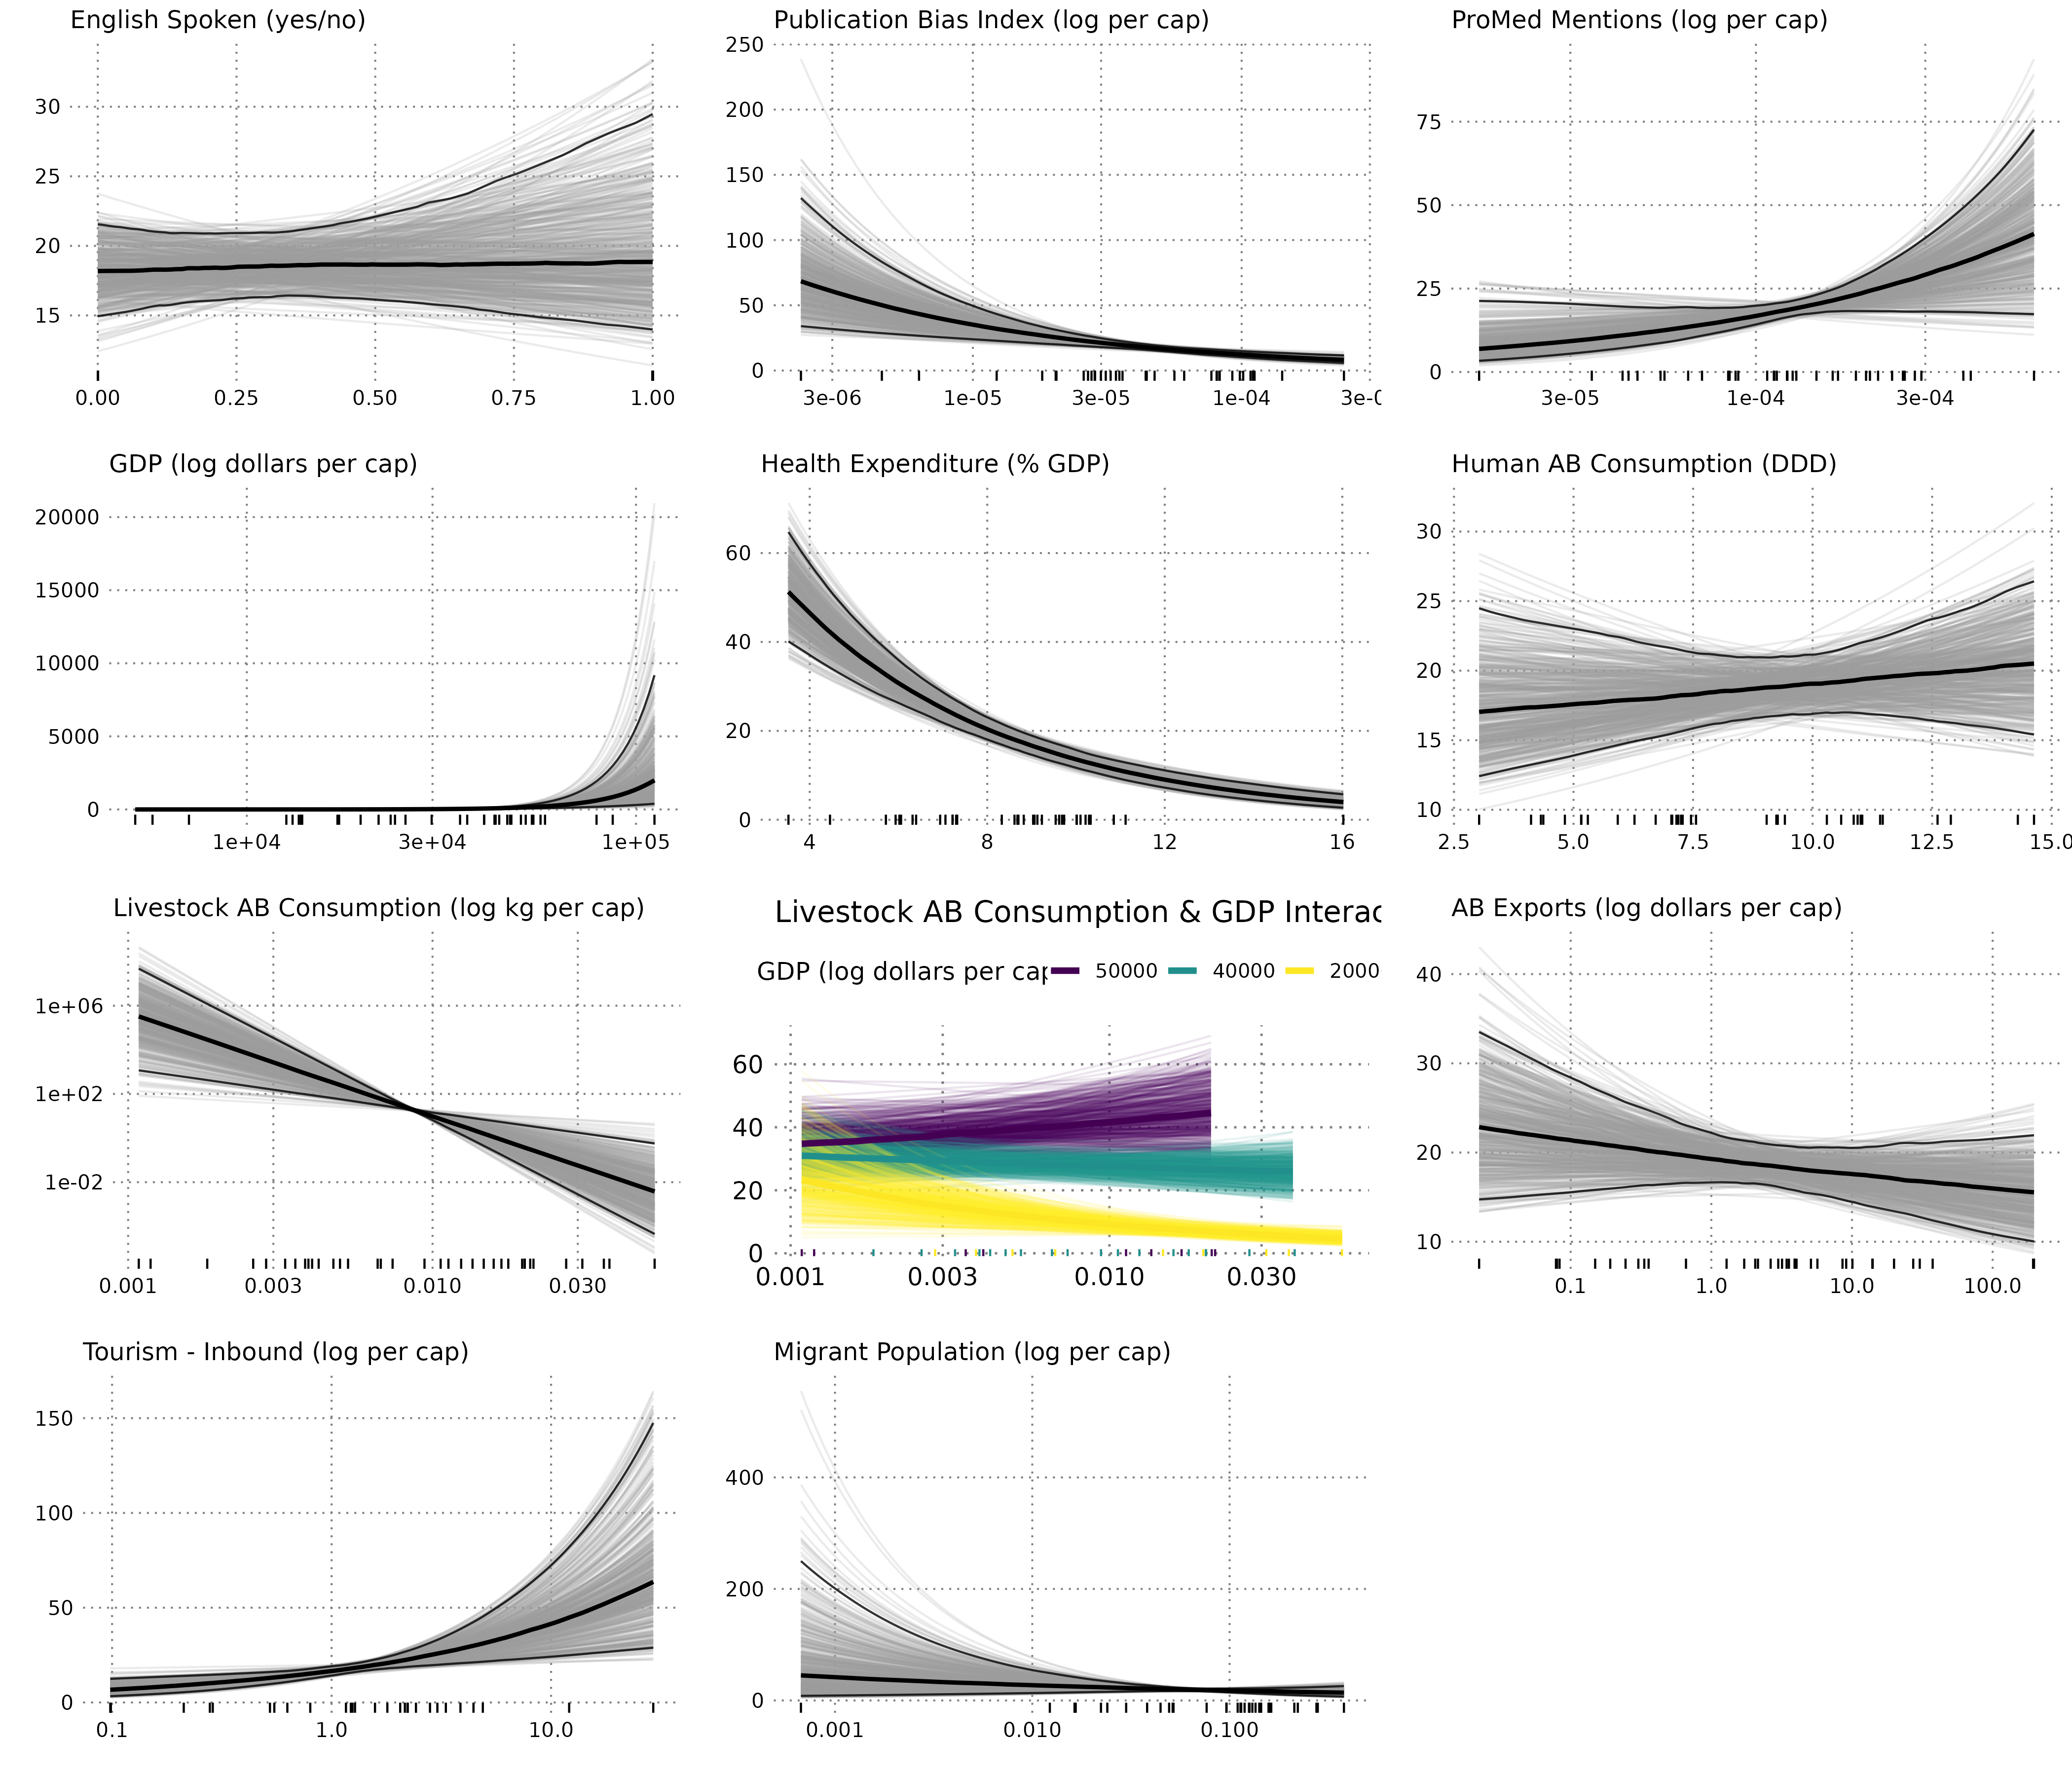 English Spoken (yes/no)
30
25
20
15
0.00 0.25 0.50 0.75 1.00
Publication Bias Index (log per cap)
250
200
150
100
50
0
3e-06 1e-05 3e-05 1e-04 3e-0
ProMed Mentions (log per cap)
75
50
25
0
3e-05 1e-04 3e-04
GDP (log dollars per cap)
20000
15000
10000
5000
0
1e+04 3e+04 1e+05
Health Expenditure (% GDP)
60
40
20
0
4 8 12 16
Human AB Consumption (DDD)
30
25
20
15
10
2.5 5.0 7.5 10.0 12.5 15.0
Livestock AB Consumption (log kg per cap)
1e+06
1e+02
1e-02
0.001 0.003 0.010 0.030
Livestock AB Consumption & GDP Interac
GDP (log dollars per cap 50000 40000 2000
60
40
20
0
0.001 0.003 0.010 0.030
AB Exports (log dollars per cap)
40
30
20
10
0.1 1.0 10.0 100.0
Tourism - Inbound (log per cap)
150
100
50
0
0.1 1.0 10.0
Migrant Population (log per cap)
400
200
0
0.001 0.010 0.100